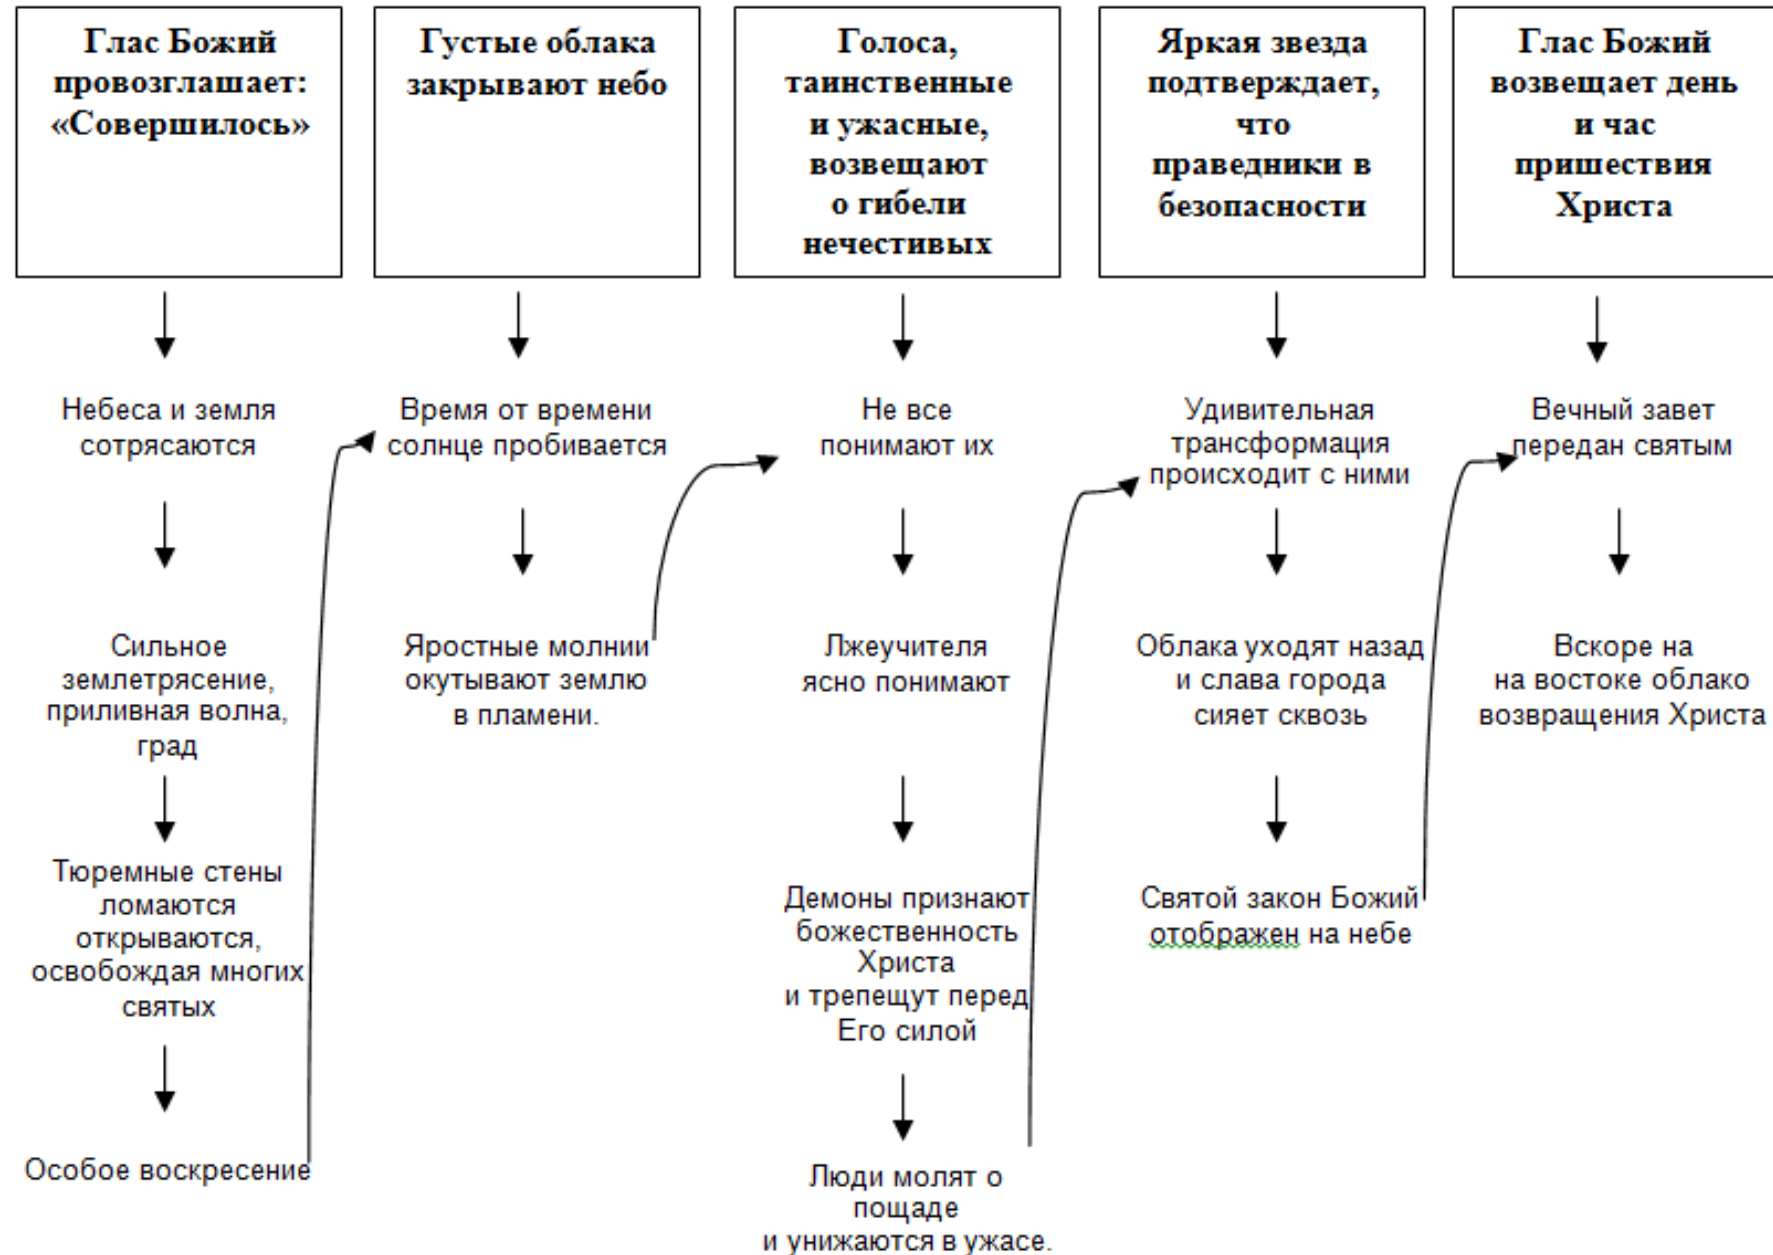 Глас Божий
провозглашает:
«Совершилось»
Небеса и земля
сотрясаются
Сильное
землетрясение,
приливная волна,
град
Тюремные стены
ломаются
открываются,
освобождая многих
святых
Особое воскресение
Густые облака
закрывают небо
Время от времени
солнце пробивается
Яростные молнии
окутывают землю
в пламени.
Голоса,
таинственные
и ужасные,
возвещают
о гибели
нечестивых
Не все
понимают их
Лжеучителя
ясно понимают
Демоны признают
божественность
Христа
и трепещут перед
Его силой
Люди молят о
пощаде
и унижаются в ужасе.
Яркая звезда
подтверждает,
что
праведники в
безопасности
Удивительная
трансформация
происходит с ними
Облака уходят назад
и слава города
сияет сквозь
Святой закон Божий
отображен на небе
Глас Божий
возвещает день
и час
пришествия
Христа
Вечный завет
передан святым
Вскоре на
на востоке облако
возвращения Христа